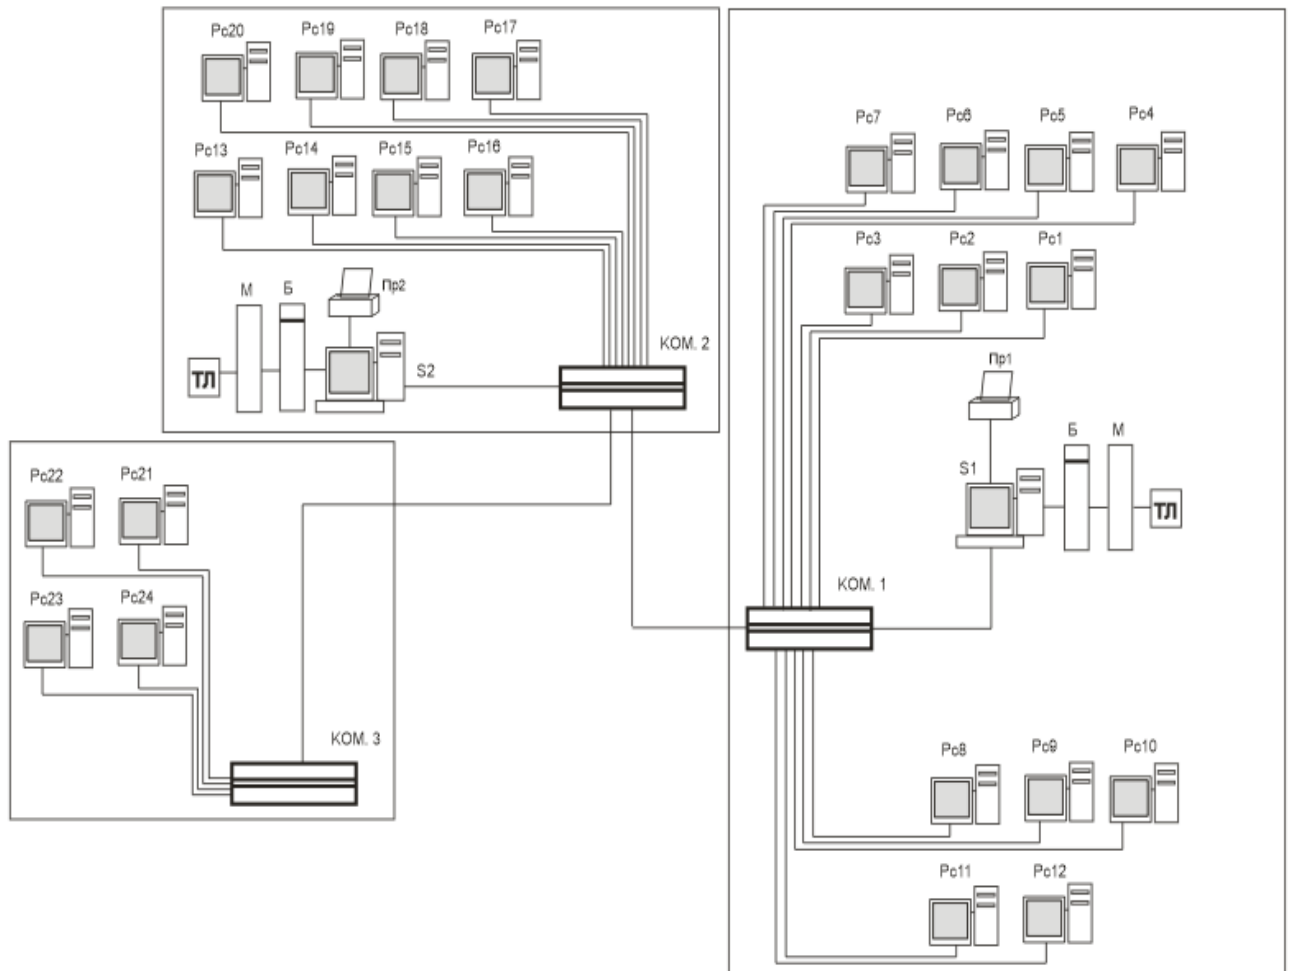 Рс20 Рс19 Рс18 Рс17
Рс13 Рс14 Рс15 Рс16
М Б Пр2
ТЛ S2 КОМ. 2
Рс7 Рс6 Рс5 Рс4
Рс3 Рс2 Рс1
Пр1
S1 Б М
ТЛ
КОМ. 1
Рс22 Рс21
Рс23 Рс24
КОМ. 3
Рс8 Рс9 Рс10
Рс11 Рс12